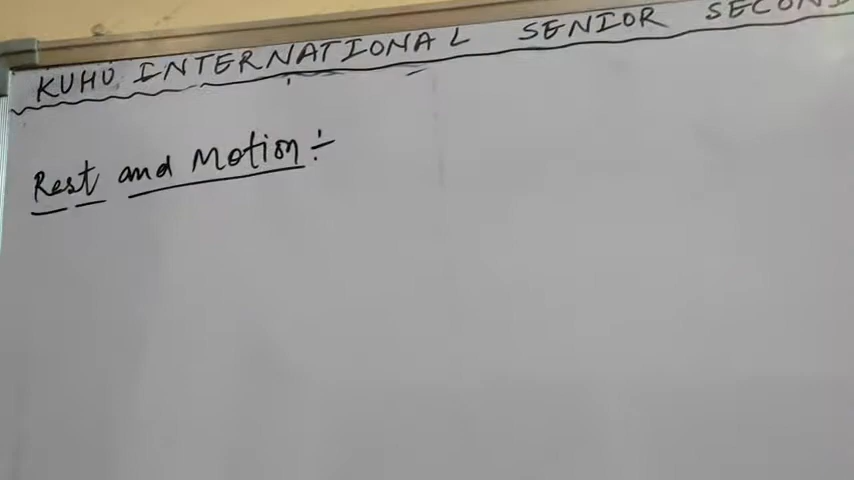 KUHU INTERNATIONAL SENIOR
Rest and Motion :-